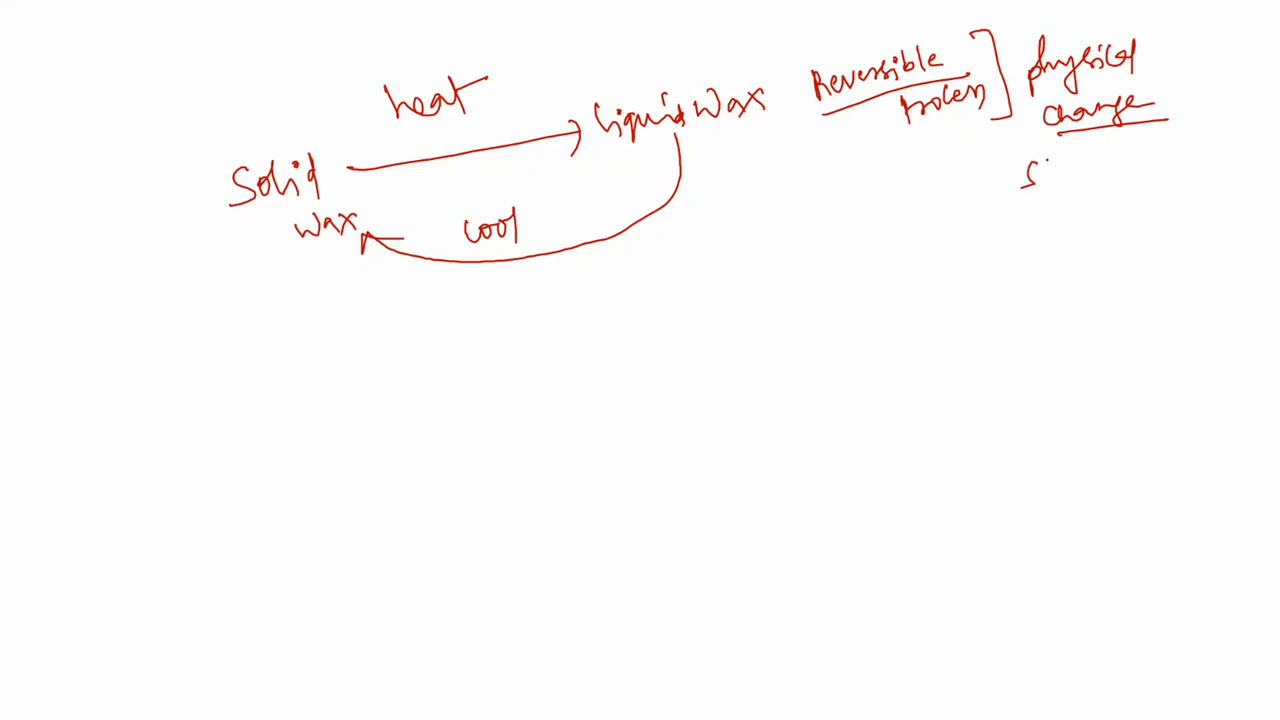 heat
Solid
Wax
liquid Wax
cool
Reversible
Process
physical
change
S